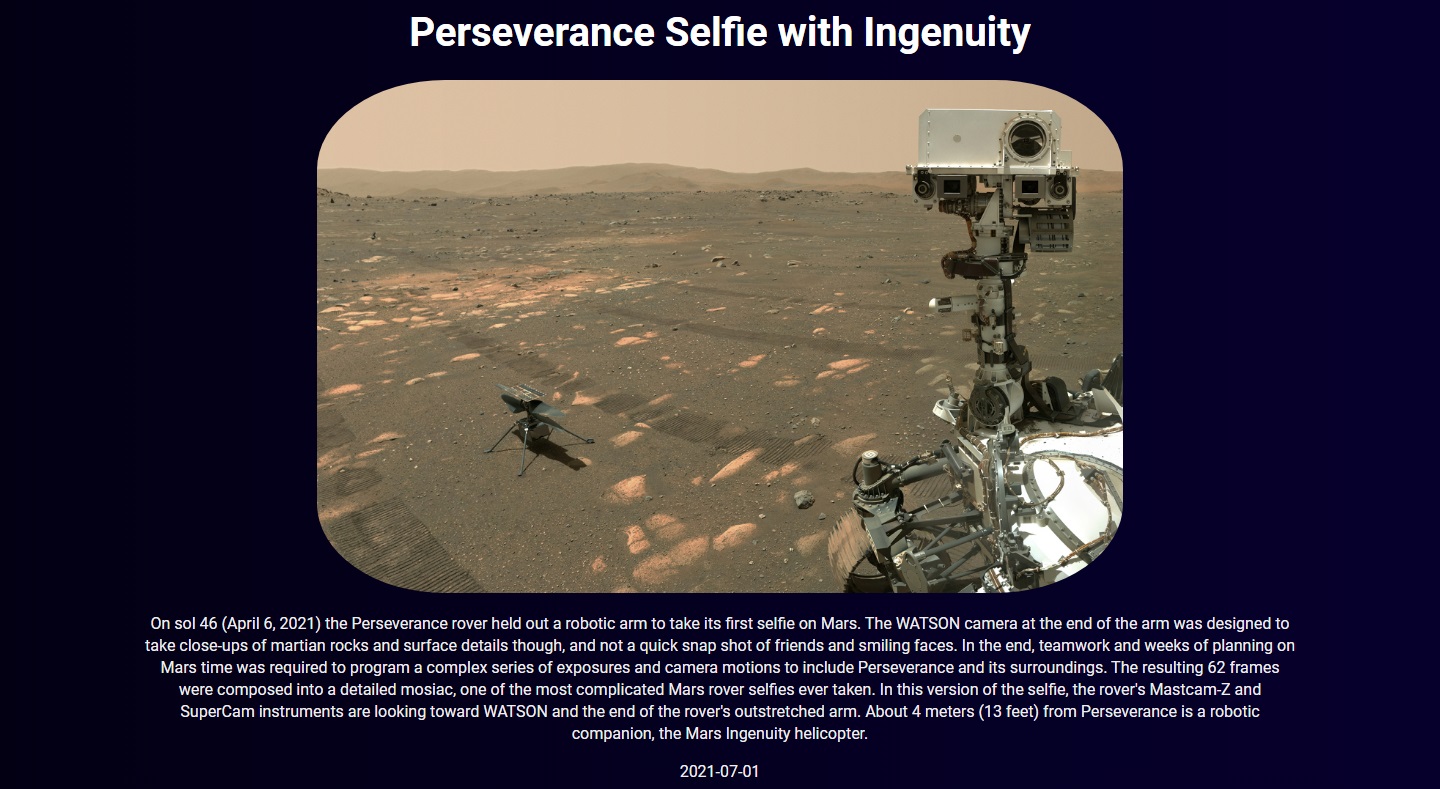 Perseverance Selfie with Ingenuity
On sol 46 (April 6, 2021) the Perseverance rover held out a robotic arm to take its first selfie on Mars. The WATSON camera at the end of the arm was designed to
take close-ups of martian rocks and surface details though, and not a quick snap shot of friends and smiling faces. In the end, teamwork and weeks of planning on
Mars time was required to program a complex series of exposures and camera motions to include Perseverance and its surroundings. The resulting 62 frames
were composed into a detailed mosiac, one of the most complicated Mars rover selfies ever taken. In this version of the selfie, the rover's Mastcam-Z and
SuperCam instruments are looking toward WATSON and the end of the rover's outstretched arm. About 4 meters (13 feet) from Perseverance is a robotic
companion, the Mars Ingenuity helicopter.
2021-07-01